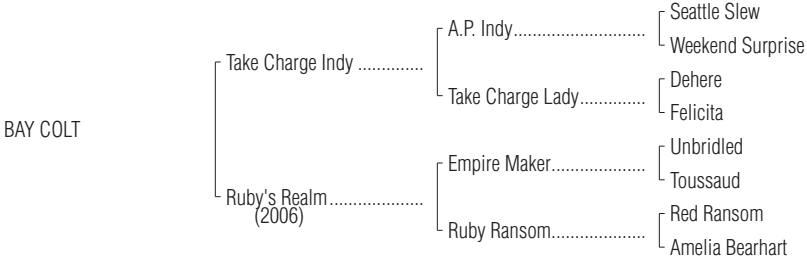 Seattle Slew
A.P. Indy............................
Weekend Surprise
Take Charge Indy ..............
Dehere
Take Charge Lady..............
Felicita
BAY COLT
Unbridled
Empire Maker....................
Toussaud
Ruby's Realm....................
(2006)
Red Ransom
Ruby Ransom....................
Amelia Bearhart